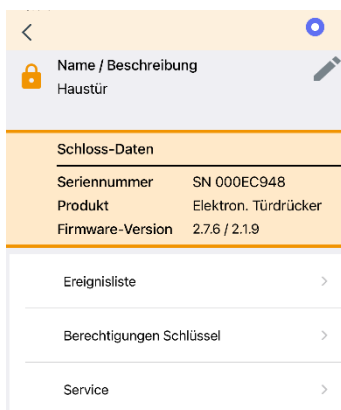 Name / Beschreibung
Haustür
Schloss-Daten
Seriennummer SN 000EC948
Produkt Elektron. Türdrücker
Firmware-Version 2.7.6 / 2.1.9
Ereignisliste
Berechtigungen Schlüssel
Service